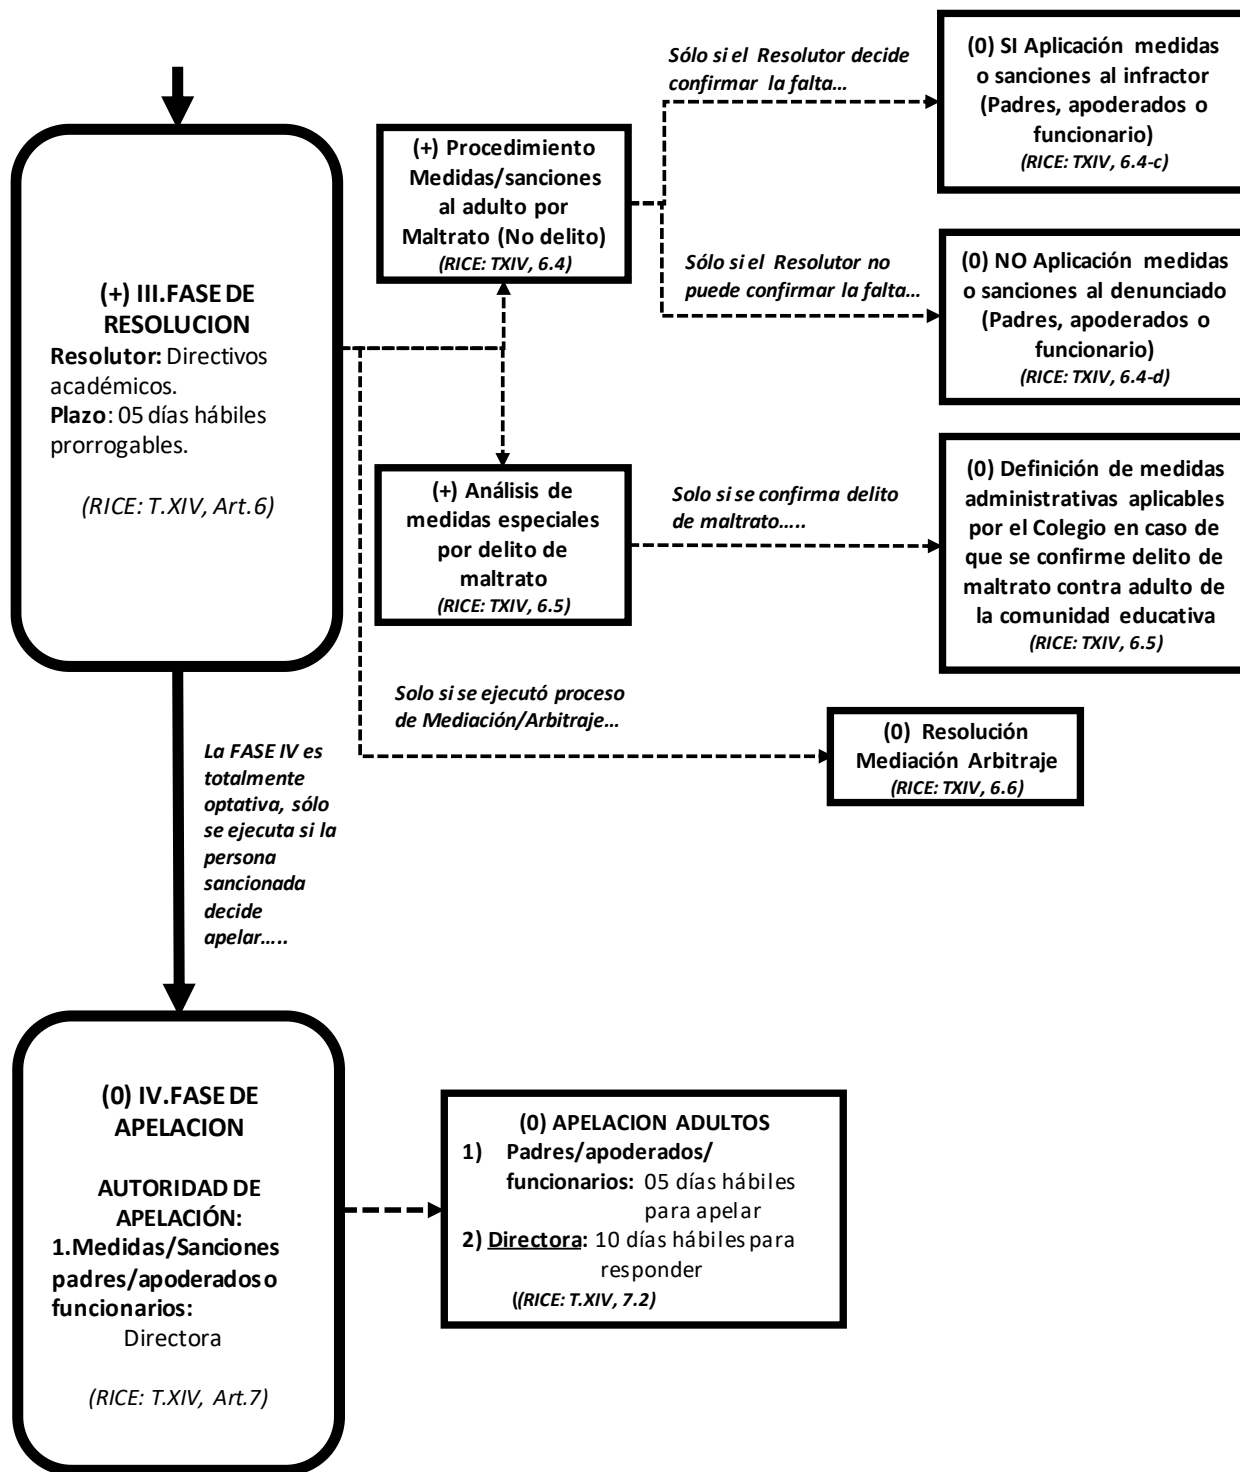 (+) III.FASE DE
RESOLUCION
Resolutor: Directivos
académicos.
Plazo: 05 días hábiles
prorrogables.
(RICE: T.XIV, Art.6)
(+) Procedimiento
Medidas/sanciones
al adulto por
Maltrato (No delito)
(RICE: TXIV, 6.4)
Sólo si el Resolutor decide
confirmar la falta…
(0) SI Aplicación medidas
o sanciones al infractor
(Padres, apoderados o
funcionario)
(RICE: TXIV, 6.4-c)
Sólo si el Resolutor no
puede confirmar la falta…
(0) NO Aplicación medidas
o sanciones al denunciado
(Padres, apoderados o
funcionario)
(RICE: TXIV, 6.4-d)
(+) Análisis de
medidas especiales
por delito de
maltrato
(RICE: TXIV, 6.5)
Solo si se confirma delito
de maltrato…..
(0) Definición de medidas
administrativas aplicables
por el Colegio en caso de
que se confirme delito de
maltrato contra adulto de
la comunidad educativa
(RICE: TXIV, 6.5)
Solo si se ejecutó proceso
de Mediación/Arbitraje…
(0) Resolución
Mediación Arbitraje
(RICE: TXIV, 6.6)
La FASE IV es
totalmente
optativa, sólo
se ejecuta si la
persona
sancionada
decide
apelar…..
(0) IV.FASE DE
APELACION
AUTORIDAD DE
APELACIÓN:
1.Medidas/Sanciones
padres/apoderados o
funcionarios:
Directora
(RICE: T.XIV, Art.7)
(0) APELACION ADULTOS
1) Padres/apoderados/
funcionarios: 05 días hábiles
para apelar
2) Directora: 10 días hábiles para
responder
((RICE: T.XIV, 7.2)